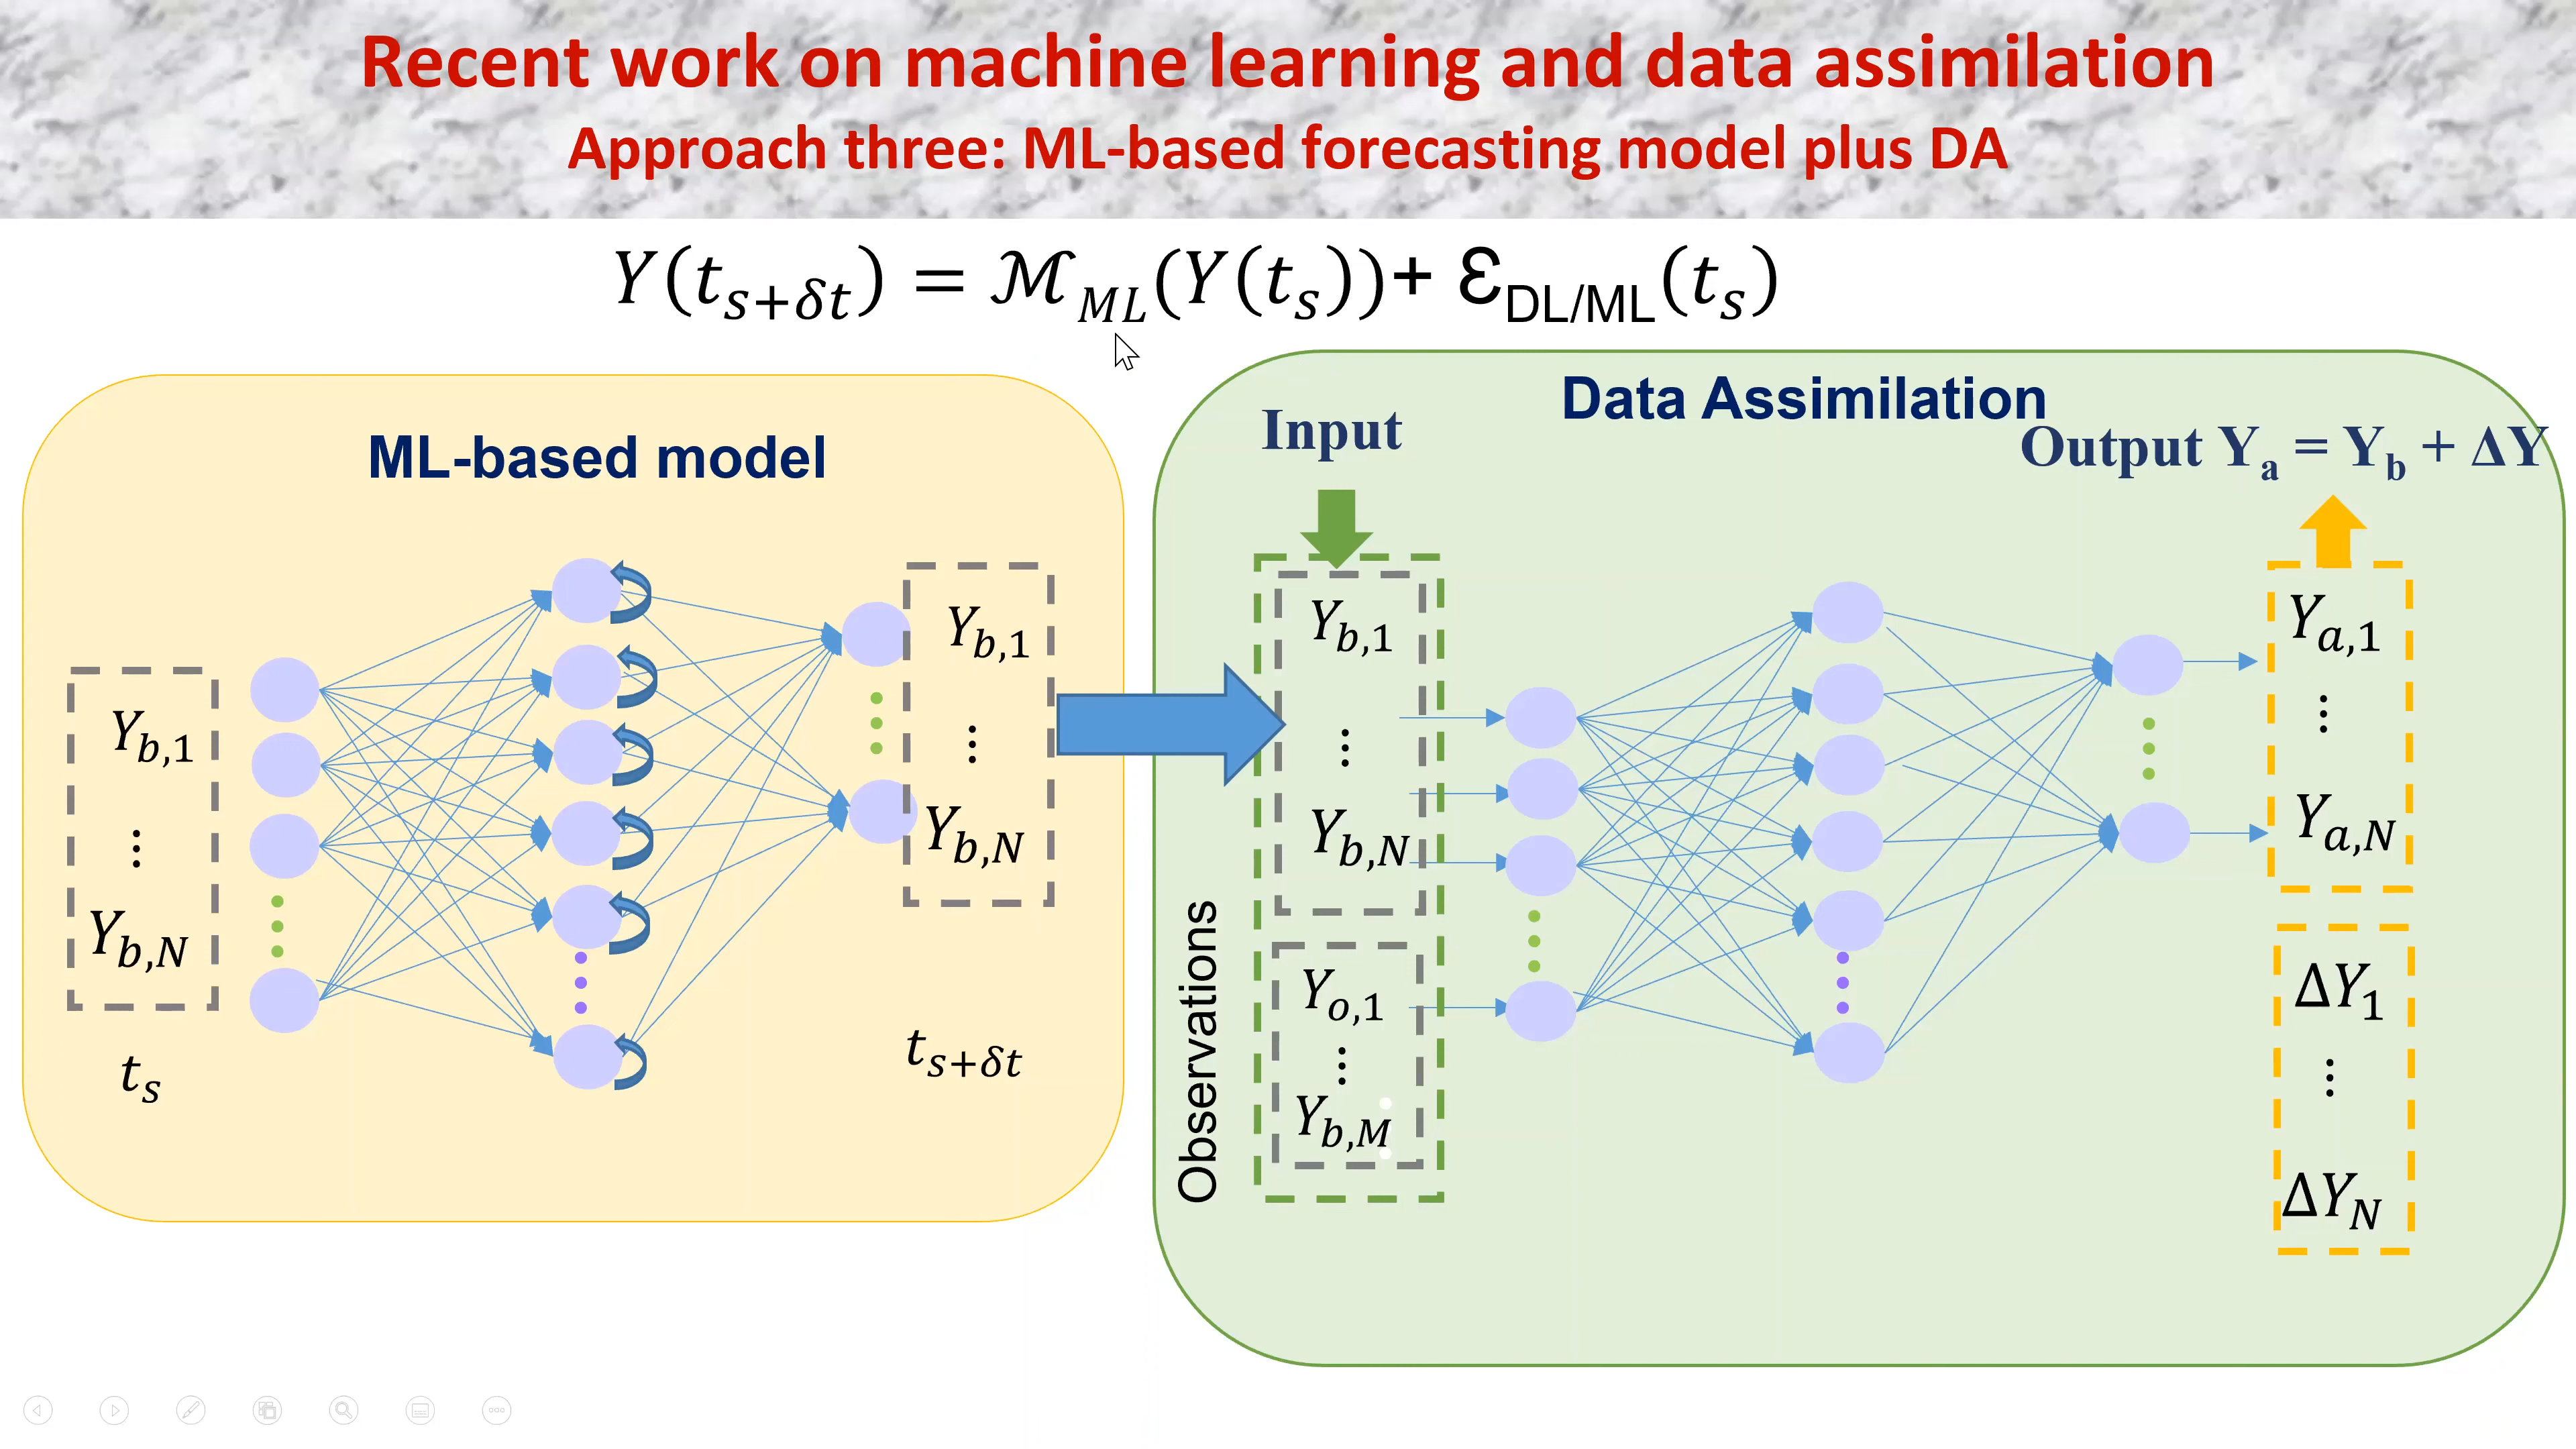 Recent work on machine learning and data assimilation
Approach three: ML-based forecasting model plus DA
Y(t_{s+δt}) = ℳ_{ML}(Y(t_s))+ Ɛ_{DL/ML}(t_s)
ML-based model
Y_{b,1}
⋮
Y_{b,N}
t_s
Y_{b,1}
⋮
Y_{b,N}
t_{s+δt}
Data Assimilation
Input
Output Y_a = Y_b + ΔY
Observations
Y_{b,1}
⋮
Y_{b,N}
Y_{o,1}
⋮
Y_{b,M}
Y_{a,1}
⋮
Y_{a,N}
ΔY_1
⋮
ΔY_N